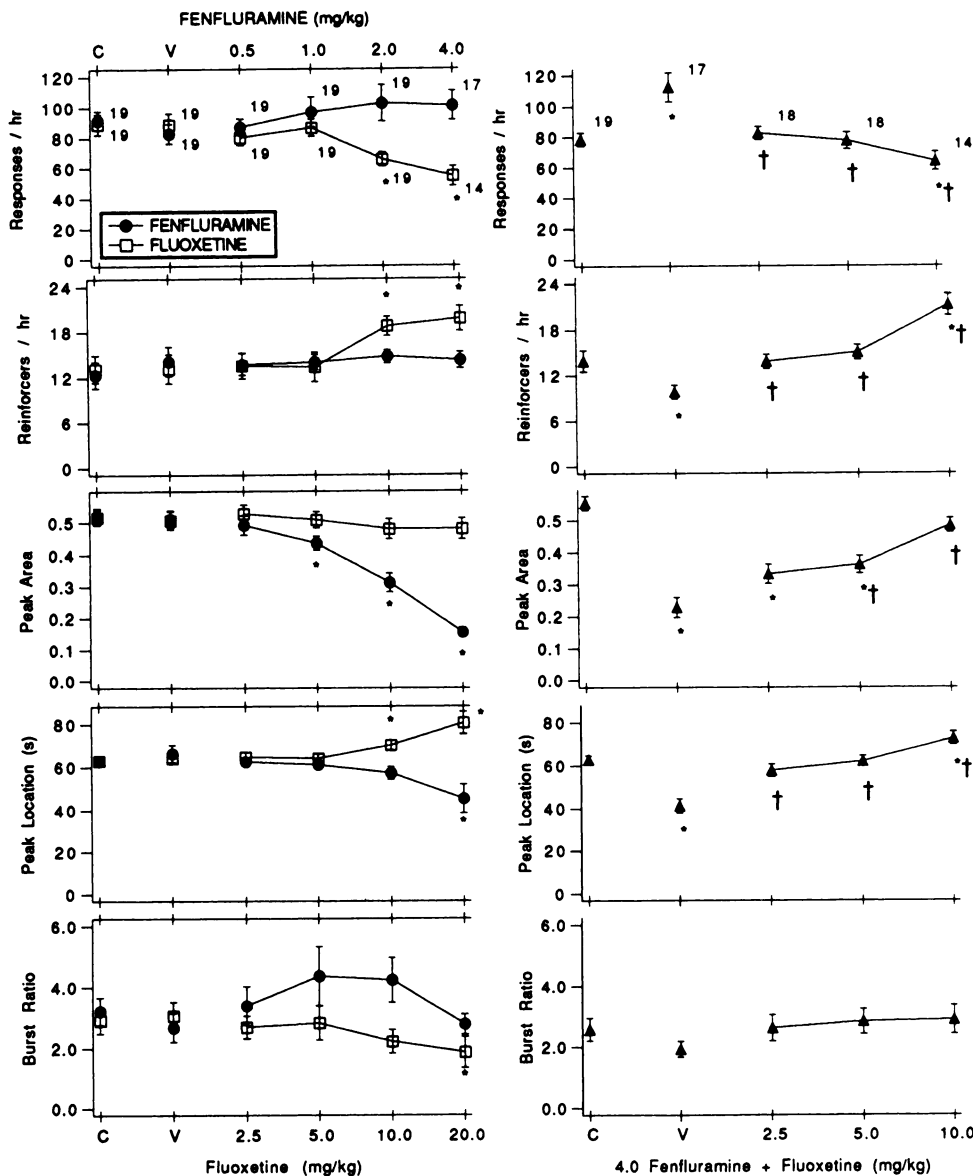 FENFLURAMINE (mg/kg)
C V 0.5 1.0 2.0 4.0
Responses / hr
120
100
80
60
40
20
0
19 19 19 19 19 17
19 19 19 19 * 19 * 14
FENFLURAMINE
FLUOXETINE
17
19 * 18 18 14
† † * †
Responses / hr
120
100
80
60
40
20
0
Reinforcers / hr
24
18
12
6
0
* *
Reinforcers / hr
24
18
12
6
0
* † † * †
Peak Area
0.5
0.4
0.3
0.2
0.1
0.0
* * *
Peak Area
0.5
0.4
0.3
0.2
0.1
0.0
* * * † †
Peak Location (s)
80
60
40
20
0
* * *
Peak Location (s)
80
60
40
20
0
* † † * †
Burst Ratio
6.0
4.0
2.0
0.0
*
C V 2.5 5.0 10.0 20.0
Fluoxetine (mg/kg)
Burst Ratio
6.0
4.0
2.0
0.0
C V 2.5 5.0 10.0
4.0 Fenfluramine + Fluoxetine (mg/kg)